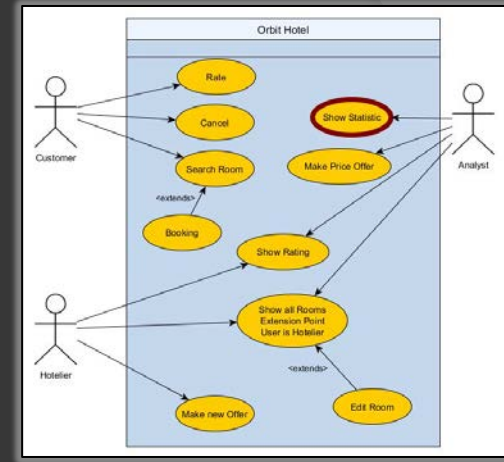 Orbit Hotel
Rate
Cancel
Search Room
<extends>
Booking
Customer
Show Statistic
Make Price Offer
Analyst
Show Rating
Show all Rooms
Extension Point
User is Hotelier
<extends>
Edit Room
Hotelier
Make new Offer